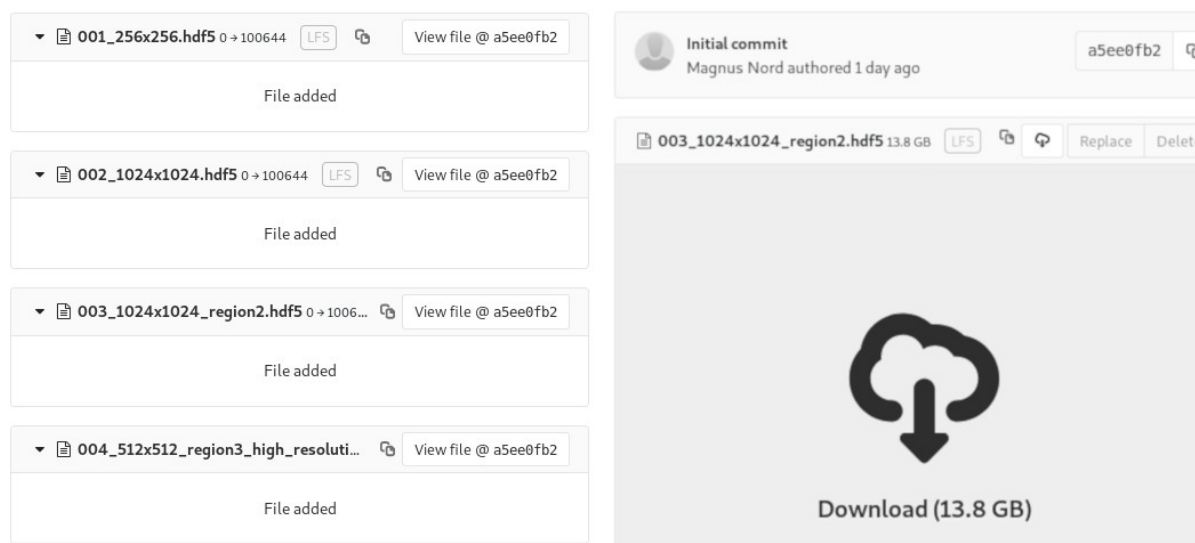 001_256x256.hdf5 0 → 100644 LFS View file @ a5ee0fb2
File added
002_1024x1024.hdf5 0 → 100644 LFS View file @ a5ee0fb2
File added
003_1024x1024_region2.hdf5 0 → 1006... View file @ a5ee0fb2
File added
004_512x512_region3_high_resoluti... View file @ a5ee0fb2
File added
Initial commit
Magnus Nord authored 1 day ago
a5ee0fb2
003_1024x1024_region2.hdf5 13.8 GB LFS Replace Delet
Download (13.8 GB)